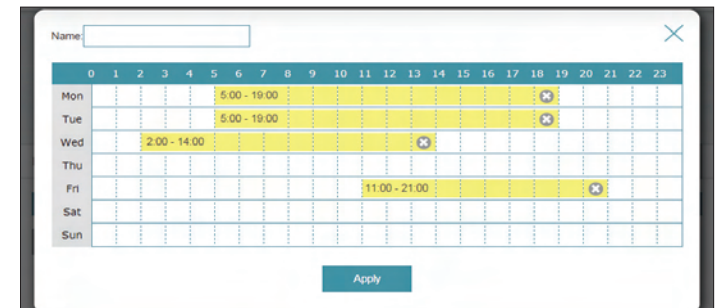 Name:
0 1 2 3 4 5 6 7 8 9 10 11 12 13 14 15 16 17 18 19 20 21 22 23
Mon 5:00 - 19:00
Tue 5:00 - 19:00
Wed 2:00 - 14:00
Thu
Fri 11:00 - 21:00
Sat
Sun
Apply